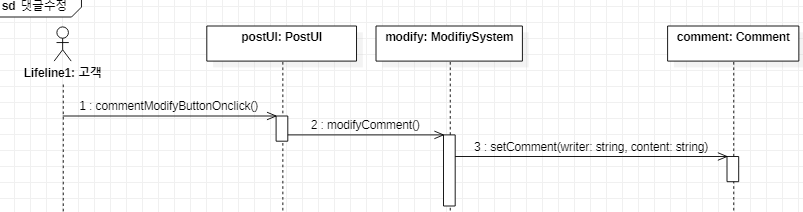 sd 댓글수정
postUI: PostUI
modify: ModifiySystem
comment: Comment
Lifeline1: 고객
1 : commentModifyButtonOnclick()
2 : modifyComment()
3 : setComment(writer: string, content: string)